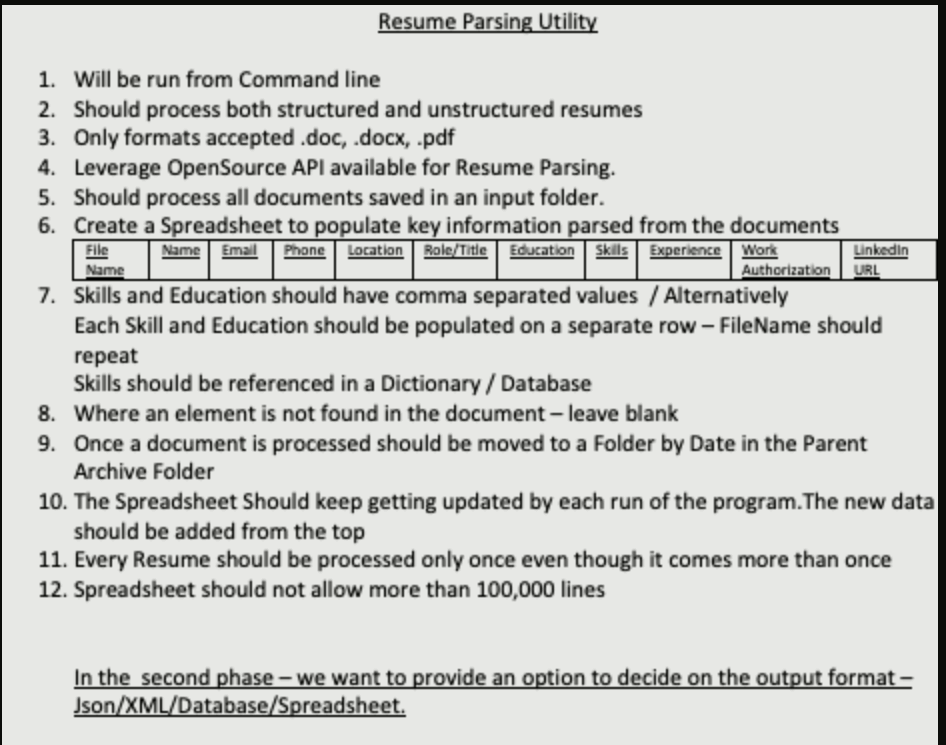 Resume Parsing Utility
1. Will be run from Command line
2. Should process both structured and unstructured resumes
3. Only formats accepted .doc, .docx, .pdf
4. Leverage OpenSource API available for Resume Parsing.
5. Should process all documents saved in an input folder.
6. Create a Spreadsheet to populate key information parsed from the documents
File Name Name Email Phone Location Role/Title Education Skills Experience Work Authorization LinkedIn URL
7. Skills and Education should have comma separated values / Alternatively
Each Skill and Education should be populated on a separate row – FileName should
repeat
Skills should be referenced in a Dictionary / Database
8. Where an element is not found in the document – leave blank
9. Once a document is processed should be moved to a Folder by Date in the Parent
Archive Folder
10. The Spreadsheet Should keep getting updated by each run of the program.The new data
should be added from the top
11. Every Resume should be processed only once even though it comes more than once
12. Spreadsheet should not allow more than 100,000 lines
In the second phase – we want to provide an option to decide on the output format –
Json/XML/Database/Spreadsheet.